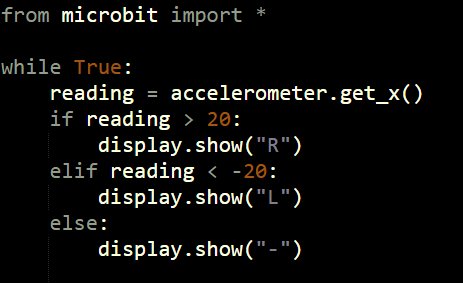 from microbit import *

while True:
    reading = accelerometer.get_x()
    if reading > 20:
        display.show("R")
    elif reading < -20:
        display.show("L")
    else:
        display.show("-")